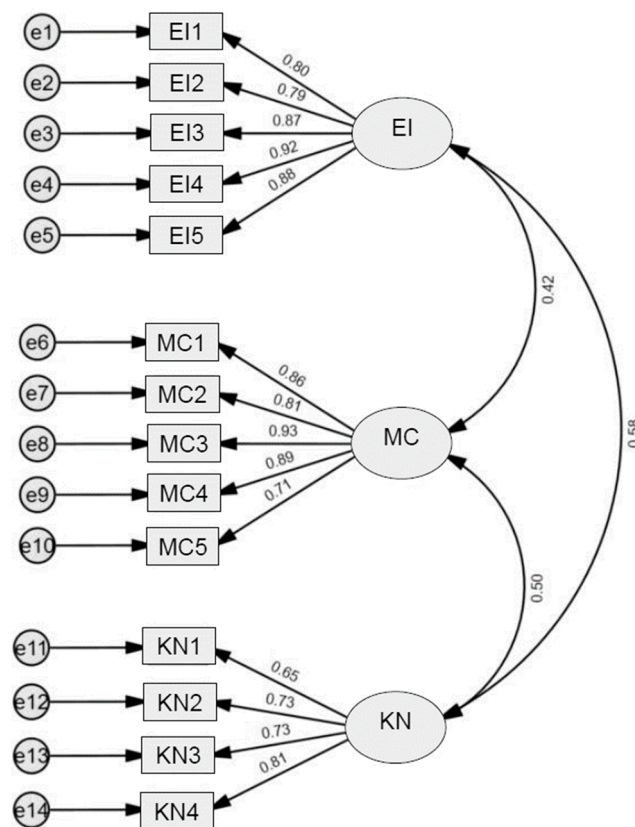 e1 EI1
0.80
e2 EI2
0.79
e3 EI3 0.87 EI
e4 EI4
0.92
e5 EI5
0.88
0.42
0.58
e6 MC1
0.86
e7 MC2
0.81
e8 MC3 0.93 MC
e9 MC4
0.89
e10 MC5
0.71
0.50
e11 KN1
0.65
e12 KN2
0.73
KN
e13 KN3
0.73
e14 KN4
0.81